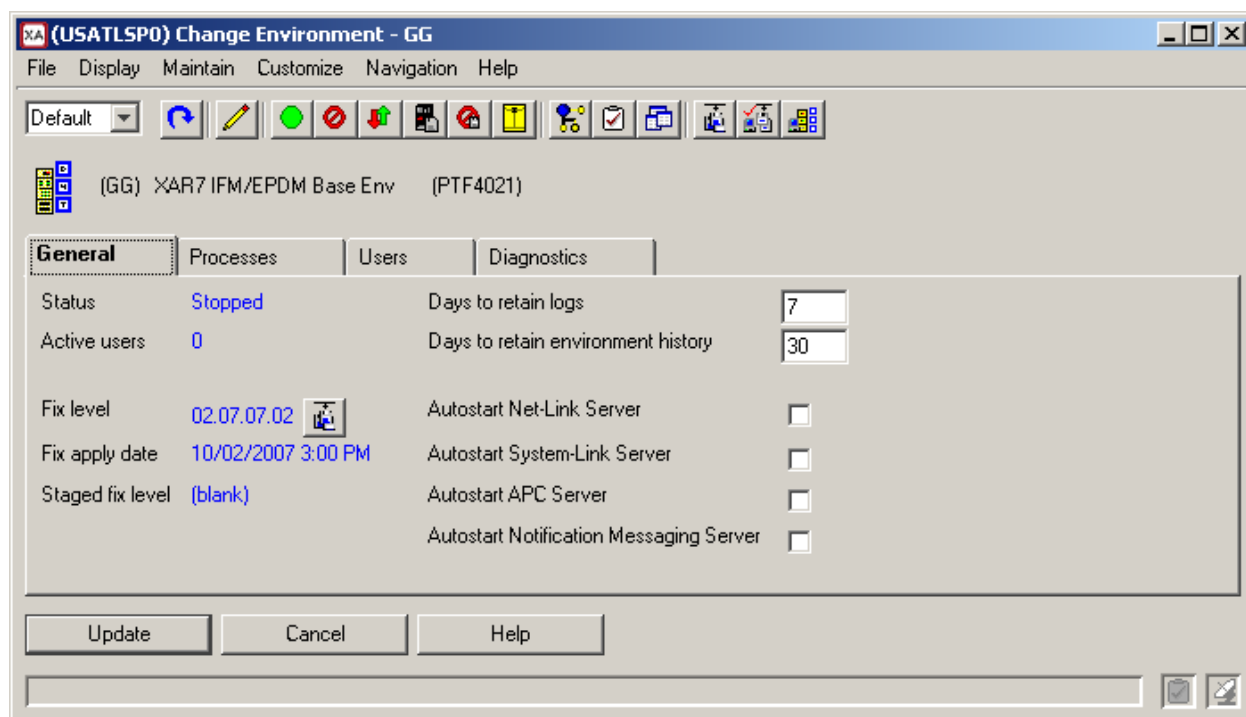 XA (USATLSP0) Change Environment - GG
File Display Maintain Customize Navigation Help
Default
(GG) XAR7 IFM/EPDM Base Env (PTF4021)
General Processes Users Diagnostics
Status Stopped Days to retain logs 7
Active users 0 Days to retain environment history 30
Fix level 02.07.07.02 Autostart Net-Link Server
Fix apply date 10/02/2007 3:00 PM Autostart System-Link Server
Staged fix level (blank) Autostart APC Server
Autostart Notification Messaging Server
Update Cancel Help